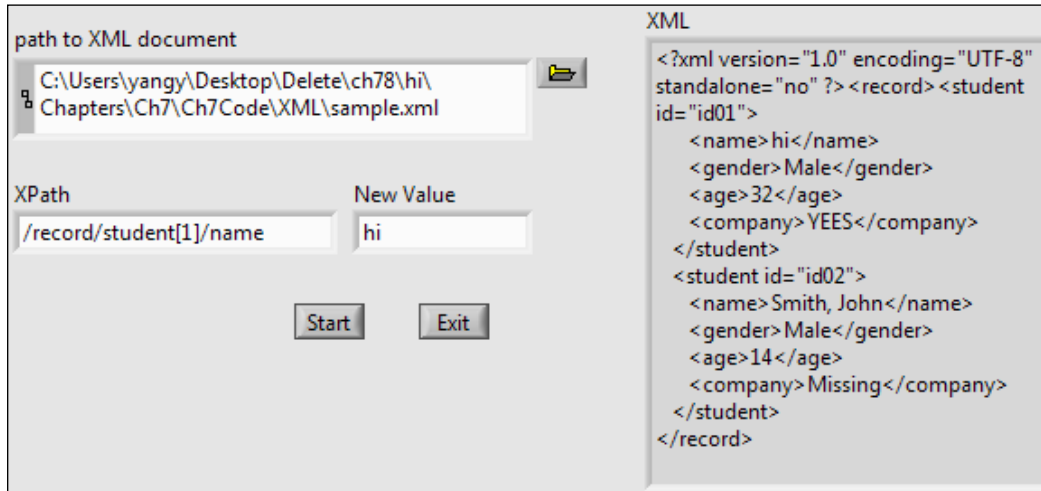 path to XML document
C:\Users\yangy\Desktop\Delete\ch78\hi\
Chapters\Ch7\Ch7Code\XML\sample.xml
XPath
New Value
/record/student[1]/name
hi
Start
Exit
XML
<?xml version="1.0" encoding="UTF-8"
standalone="no" ?><record><student
id="id01">
<name>hi</name>
<gender>Male</gender>
<age>32</age>
<company>YEES</company>
</student>
<student id="id02">
<name>Smith, John</name>
<gender>Male</gender>
<age>14</age>
<company>Missing</company>
</student>
</record>